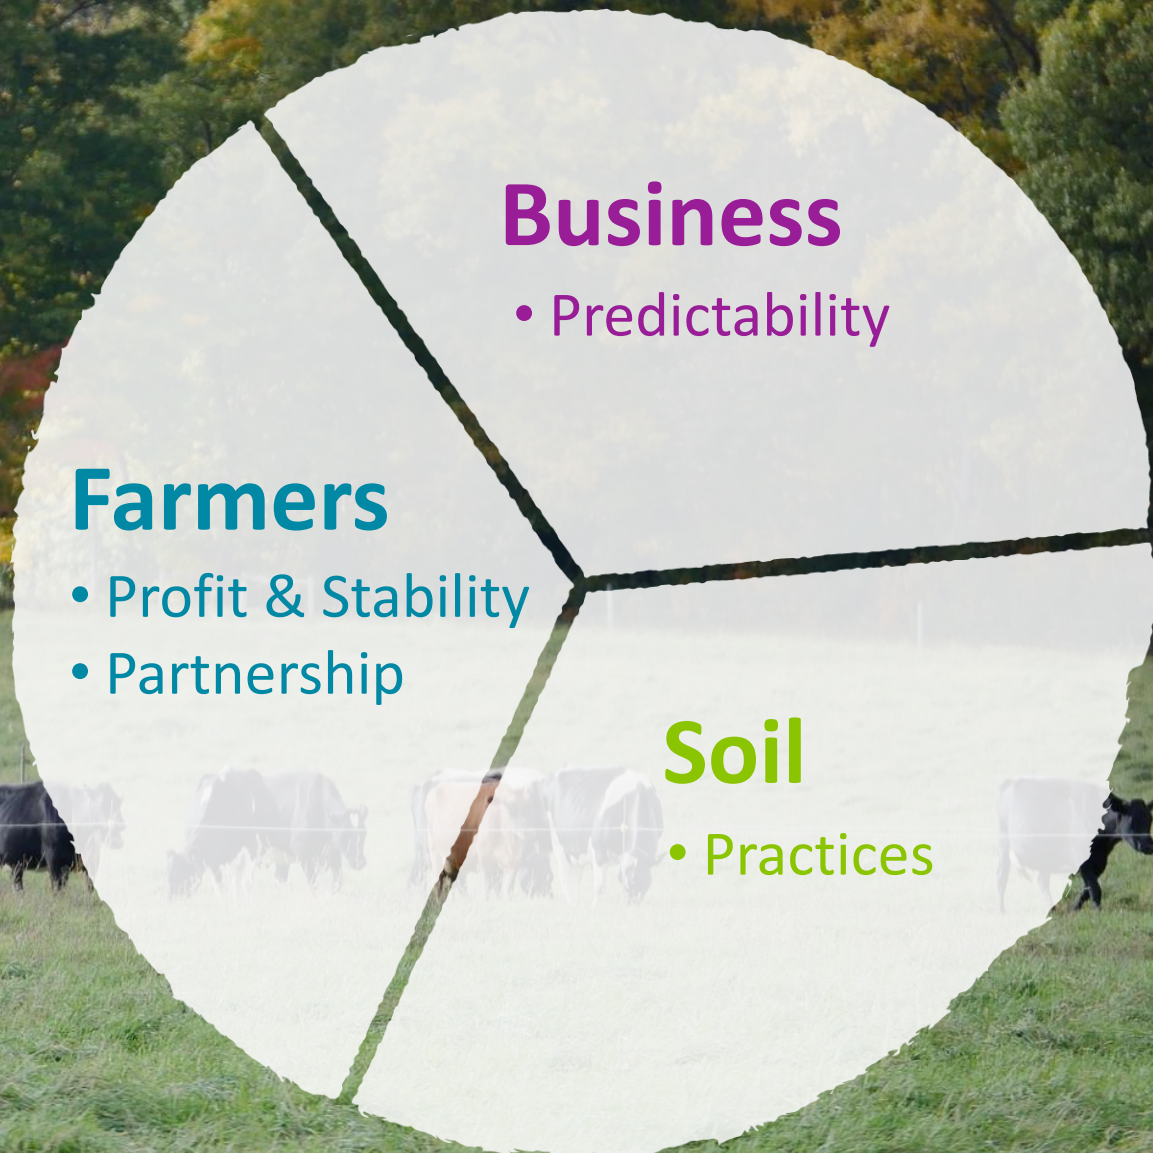 Business
• Predictability
Farmers
• Profit & Stability
• Partnership
Soil
• Practices